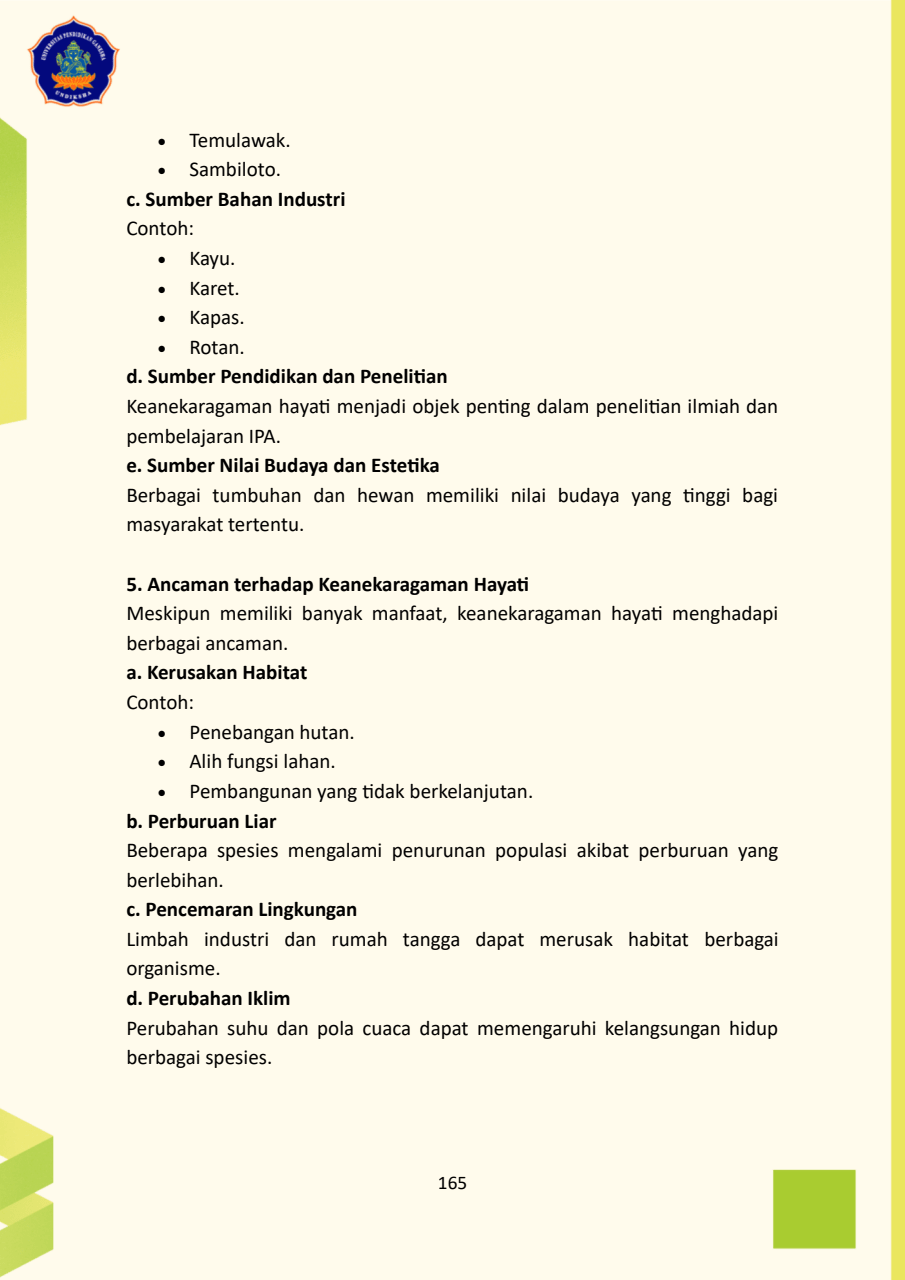 UNIVERSITAS PENDIDIKAN GANESHA
UNDIKSHA
• Temulawak.
• Sambiloto.
c. Sumber Bahan Industri
Contoh:
• Kayu.
• Karet.
• Kapas.
• Rotan.
d. Sumber Pendidikan dan Penelitian
Keanekaragaman hayati menjadi objek penting dalam penelitian ilmiah dan
pembelajaran IPA.
e. Sumber Nilai Budaya dan Estetika
Berbagai tumbuhan dan hewan memiliki nilai budaya yang tinggi bagi
masyarakat tertentu.
5. Ancaman terhadap Keanekaragaman Hayati
Meskipun memiliki banyak manfaat, keanekaragaman hayati menghadapi
berbagai ancaman.
a. Kerusakan Habitat
Contoh:
• Penebangan hutan.
• Alih fungsi lahan.
• Pembangunan yang tidak berkelanjutan.
b. Perburuan Liar
Beberapa spesies mengalami penurunan populasi akibat perburuan yang
berlebihan.
c. Pencemaran Lingkungan
Limbah industri dan rumah tangga dapat merusak habitat berbagai
organisme.
d. Perubahan Iklim
Perubahan suhu dan pola cuaca dapat memengaruhi kelangsungan hidup
berbagai spesies.
165